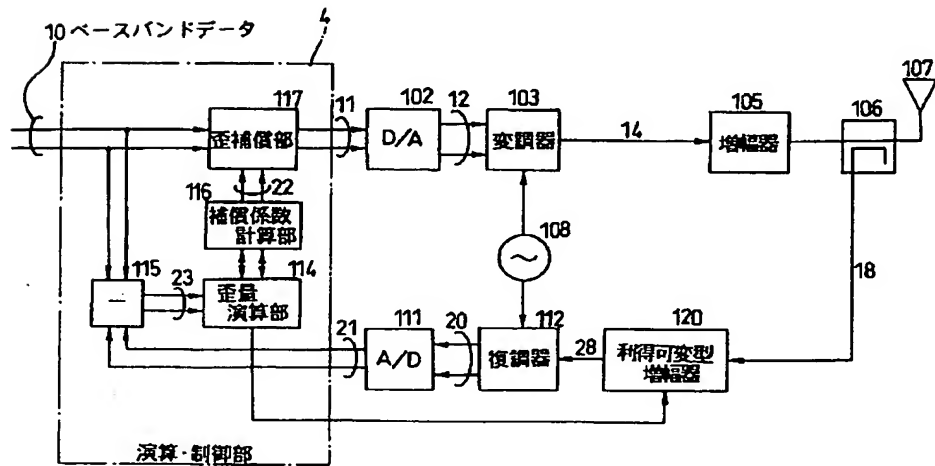 10 ベースバンドデータ
4
117
歪補償部
11
102
D/A
12
103
変調器
14
105
増幅器
106
107
116
22
補償係数
計算部
108
～
18
115
－
23
114
歪量
演算部
21
111
A/D
20
112
復調器
28
120
利得可変型
増幅器
演算・制御部